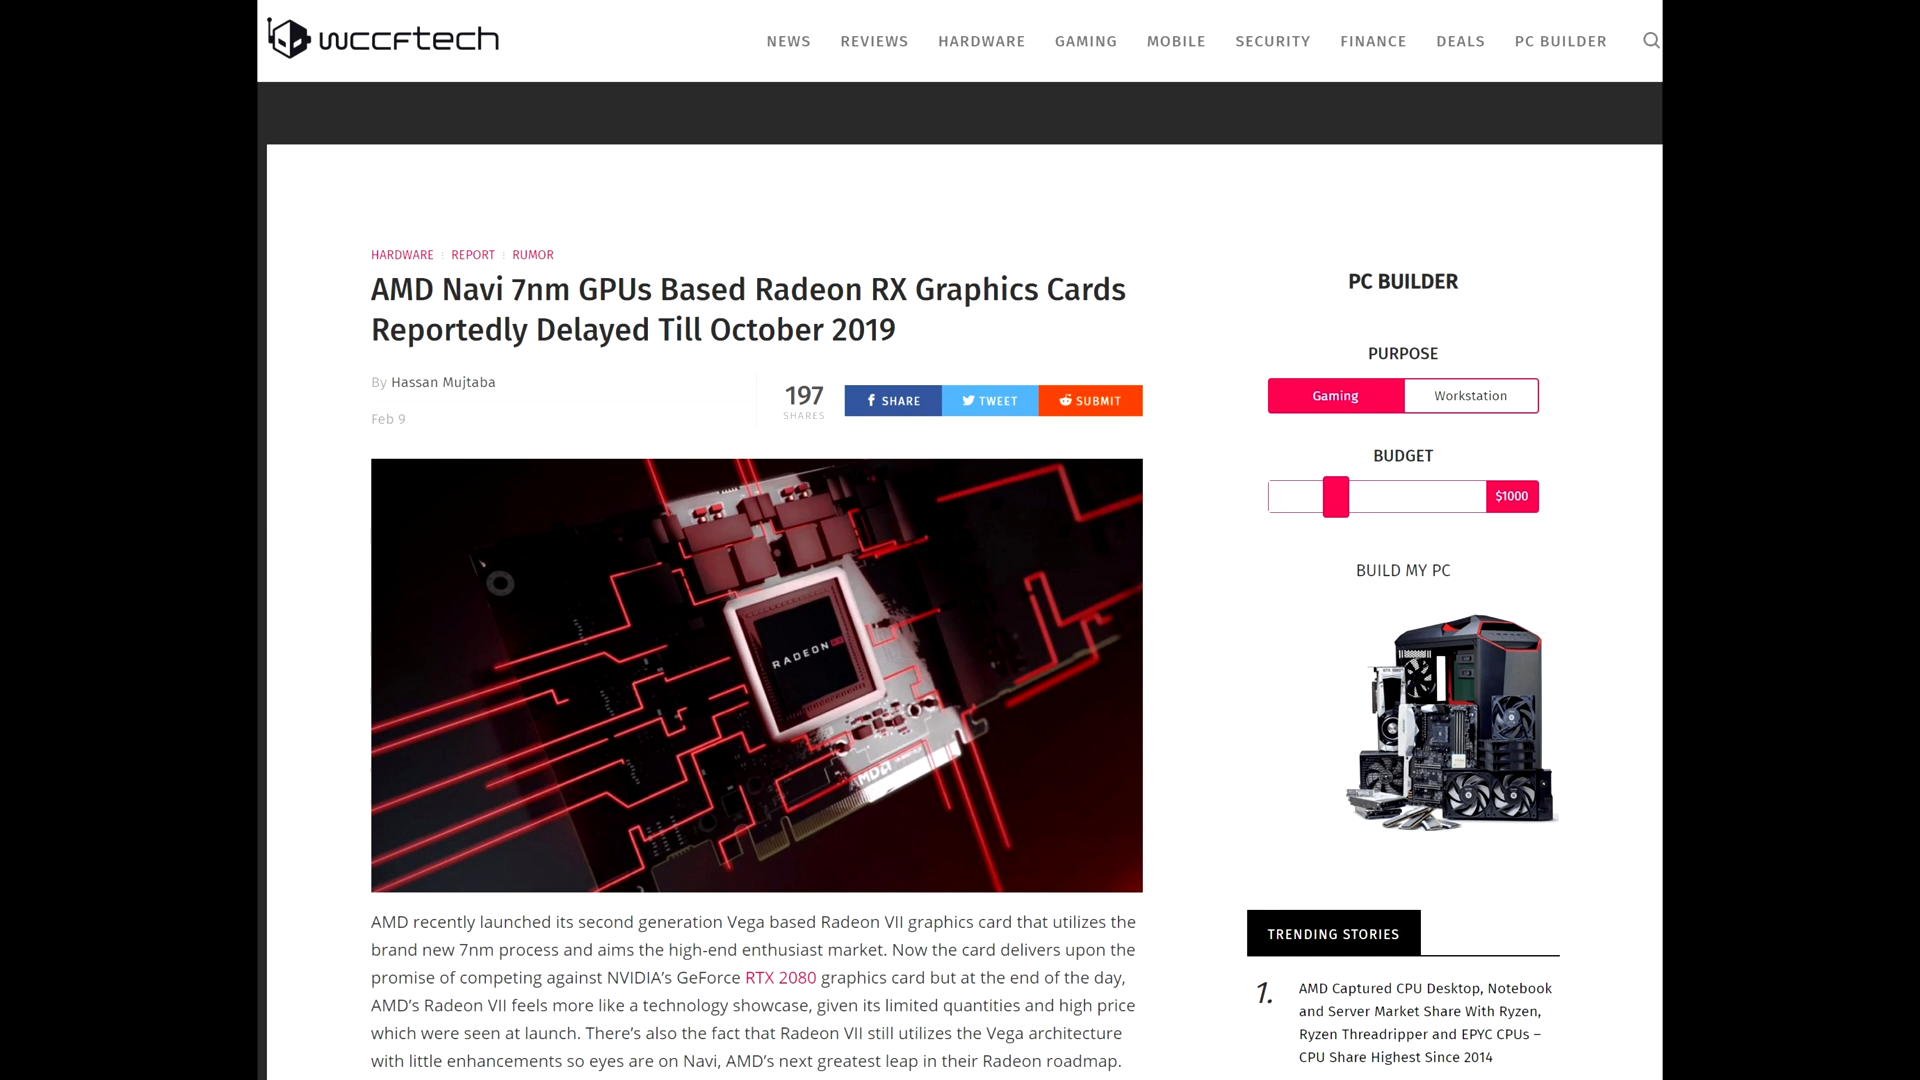 wccftech
NEWS REVIEWS HARDWARE GAMING MOBILE SECURITY FINANCE DEALS PC BUILDER
HARDWARE REPORT RUMOR
AMD Navi 7nm GPUs Based Radeon RX Graphics Cards
Reportedly Delayed Till October 2019
By Hassan Mujtaba
Feb 9
197
SHARES
SHARE TWEET SUBMIT
RADEON RX
AMD
AMD recently launched its second generation Vega based Radeon VII graphics card that utilizes the
brand new 7nm process and aims the high-end enthusiast market. Now the card delivers upon the
promise of competing against NVIDIA’s GeForce RTX 2080 graphics card but at the end of the day,
AMD’s Radeon VII feels more like a technology showcase, given its limited quantities and high price
which were seen at launch. There’s also the fact that Radeon VII still utilizes the Vega architecture
with little enhancements so eyes are on Navi, AMD’s next greatest leap in their Radeon roadmap.
PC BUILDER
PURPOSE
Gaming Workstation
BUDGET
$1000
BUILD MY PC
TRENDING STORIES
1. AMD Captured CPU Desktop, Notebook
and Server Market Share With Ryzen,
Ryzen Threadripper and EPYC CPUs –
CPU Share Highest Since 2014